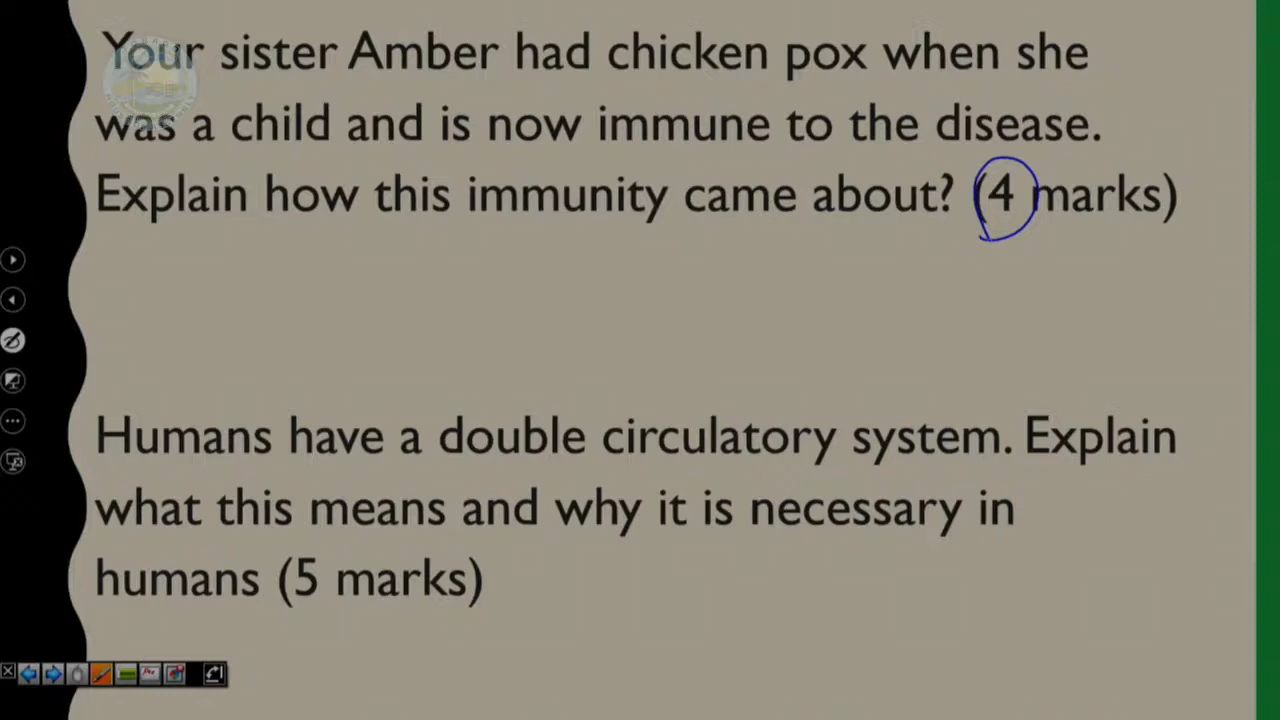 Your sister Amber had chicken pox when she
was a child and is now immune to the disease.
Explain how this immunity came about? (4 marks)
Humans have a double circulatory system. Explain
what this means and why it is necessary in
humans (5 marks)